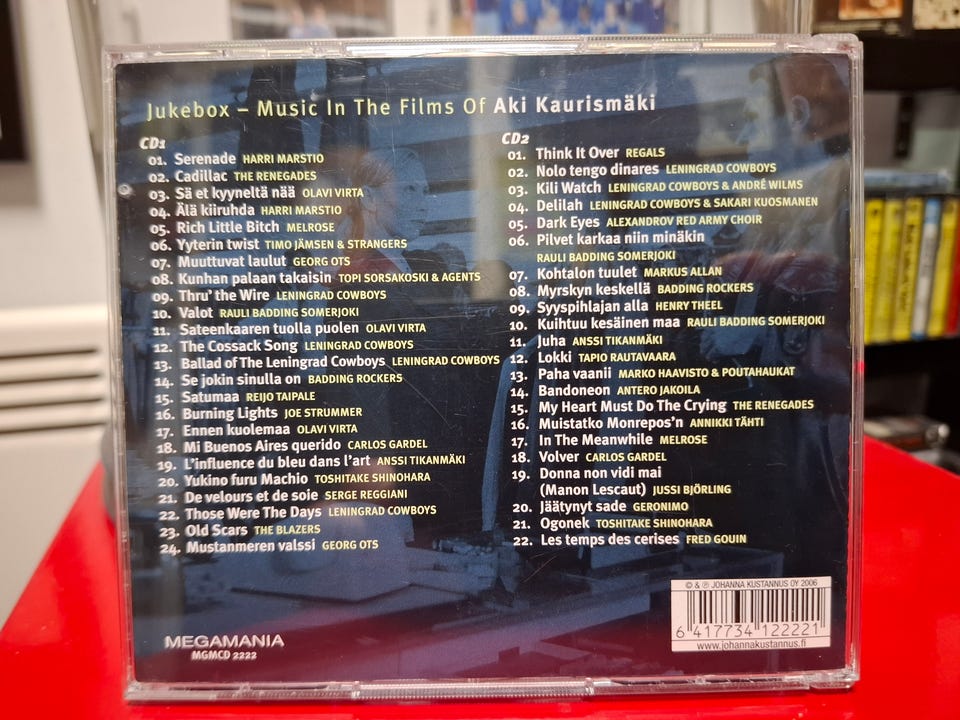 Jukebox – Music In The Films Of Aki Kaurismäki
CD1
01. Serenade HARRI MARSTIO
02. Cadillac THE RENEGADES
03. Sä et kyyneltä nää OLAVI VIRTA
04. Älä kiiruhda HARRI MARSTIO
05. Rich Little Bitch MELROSE
06. Yyterin twist TIMO JÄMSEN & STRANGERS
07. Muuttuvat laulut GEORG OTS
08. Kunhan palaan takaisin TOPI SORSAKOSKI & AGENTS
09. Thru' the Wire LENINGRAD COWBOYS
10. Valot RAULI BADDING SOMERJOKI
11. Sateenkaaren tuolla puolen OLAVI VIRTA
12. The Cossack Song LENINGRAD COWBOYS
13. Ballad of The Leningrad Cowboys LENINGRAD COWBOYS
14. Se jokin sinulla on BADDING ROCKERS
15. Satumaa REIJO TAIPALE
16. Burning Lights JOE STRUMMER
17. Ennen kuolemaa OLAVI VIRTA
18. Mi Buenos Aires querido CARLOS GARDEL
19. L'influence du bleu dans l'art ANSSI TIKANMÄKI
20. Yukino furu Machio TOSHITAKE SHINOHARA
21. De velours et de soie SERGE REGGIANI
22. Those Were The Days LENINGRAD COWBOYS
23. Old Scars THE BLAZERS
24. Mustanmeren valssi GEORG OTS
CD2
01. Think It Over REGALS
02. Nolo tengo dinares LENINGRAD COWBOYS
03. Kili Watch LENINGRAD COWBOYS & ANDRÉ WILMS
04. Delilah LENINGRAD COWBOYS & SAKARI KUOSMANEN
05. Dark Eyes ALEXANDROV RED ARMY CHOIR
06. Pilvet karkaa niin minäkin
RAULI BADDING SOMERJOKI
07. Kohtalon tuulet MARKUS ALLAN
08. Myrskyn keskellä BADDING ROCKERS
09. Syyspihlajan alla HENRY THEEL
10. Kuihtuu kesäinen maa RAULI BADDING SOMERJOKI
11. Juha ANSSI TIKANMÄKI
12. Lokki TAPIO RAUTAVAARA
13. Paha vaanii MARKO HAAVISTO & POUTAHAUKAT
14. Bandoneon ANTERO JAKOILA
15. My Heart Must Do The Crying THE RENEGADES
16. Muistatko Monrepos'n ANNIKKI TÄHTI
17. In The Meanwhile MELROSE
18. Volver CARLOS GARDEL
19. Donna non vidi mai
(Manon Lescaut) JUSSI BJÖRLING
20. Jäätynyt sade GERONIMO
21. Ogonek TOSHITAKE SHINOHARA
22. Les temps des cerises FRED GOUIN
MEGAMANIA
MGMCD 2222
© & ℗ JOHANNA KUSTANNUS OY 2006
6 417734 122221
www.johannakustannus.fi